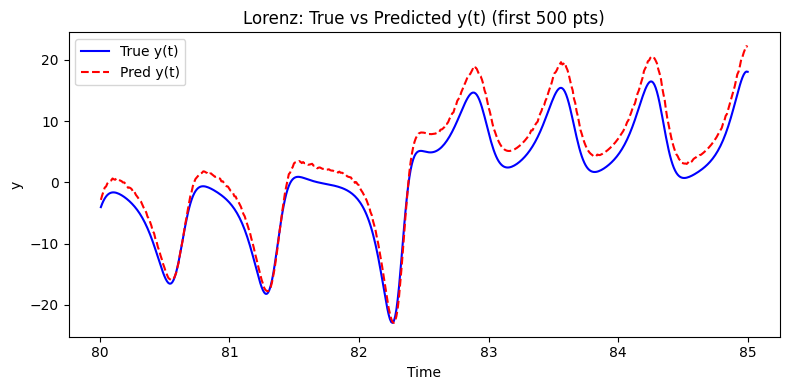 Lorenz: True vs Predicted y(t) (first 500 pts)
True y(t)
Pred y(t)
20
10
0
−10
−20
y
80
81
82
83
84
85
Time